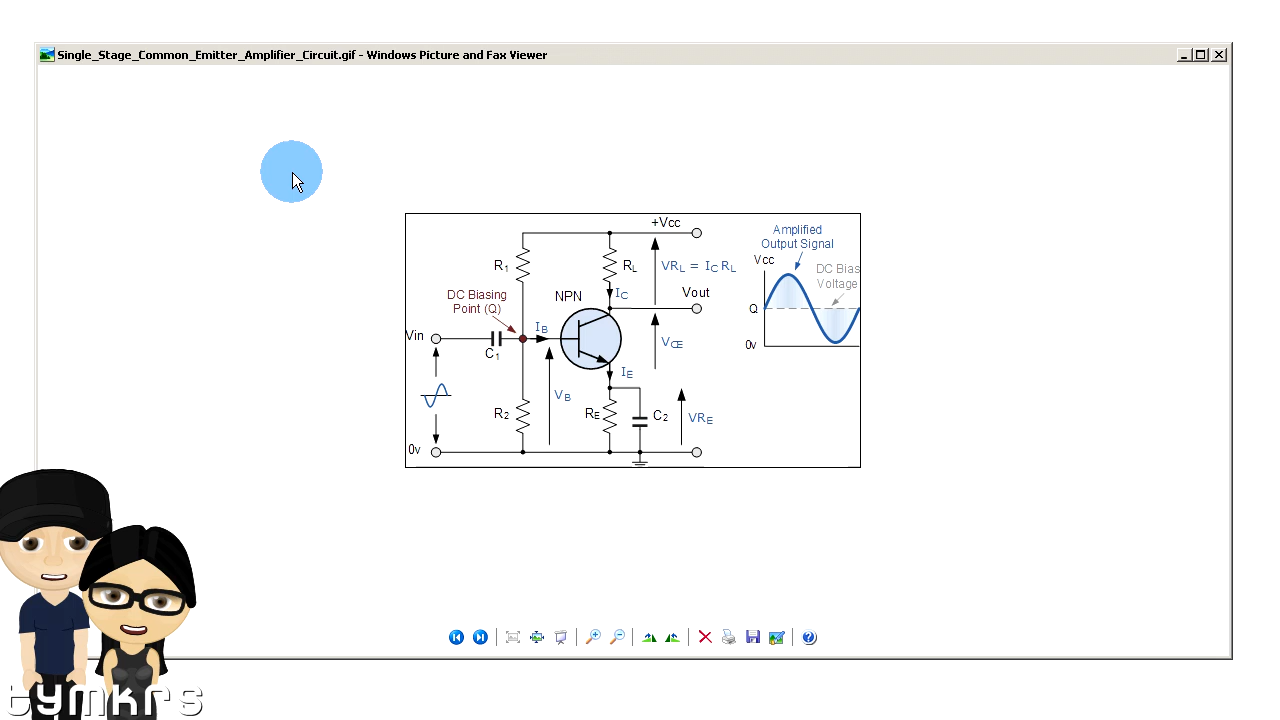 Single_Stage_Common_Emitter_Amplifier_Circuit.gif - Windows Picture and Fax Viewer
+Vcc
Amplified
Output Signal
Vcc
R1
RL
VRL = IC RL
DC Bias
Voltage
DC Biasing
Point (Q)
NPN
IC
Vout
Q
Vin
IB
C1
VCE
0v
IE
VB
R2
RE
C2
VRE
0v
tymkrs